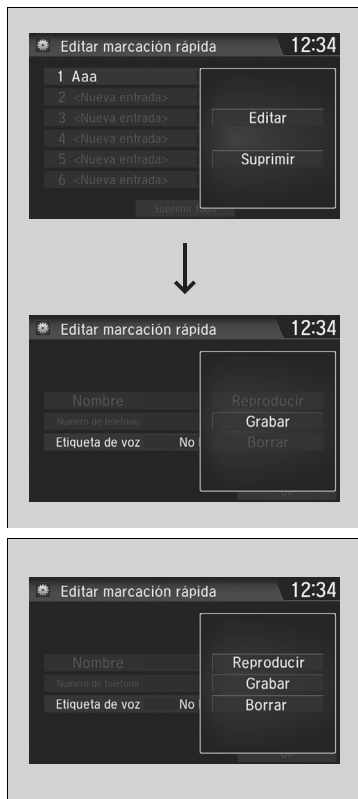 Editar marcación rápida 12:34
1 Aaa
2 <Nueva entrada>
3 <Nueva entrada>
4 <Nueva entrada>
5 <Nueva entrada>
6 <Nueva entrada>
Editar
Suprimir
Suprimir todo
Editar marcación rápida 12:34
Nombre
Número de teléfono
Etiqueta de voz No
Reproducir
Grabar
Borrar
OK
Editar marcación rápida 12:34
Nombre
Número de teléfono
Etiqueta de voz No
Reproducir
Grabar
Borrar
OK